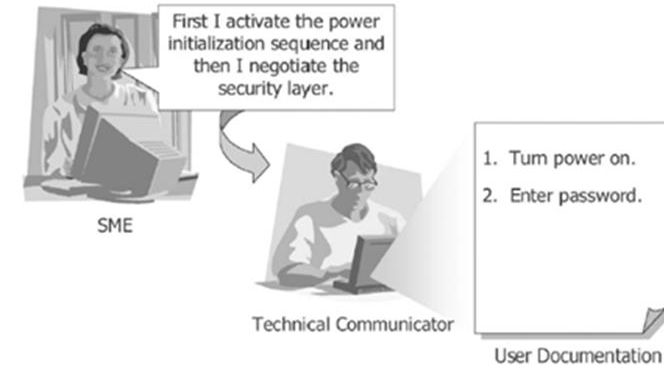 First I activate the power
initialization sequence and
then I negotiate the
security layer.
SME
Technical Communicator
1. Turn power on.
2. Enter password.
User Documentation